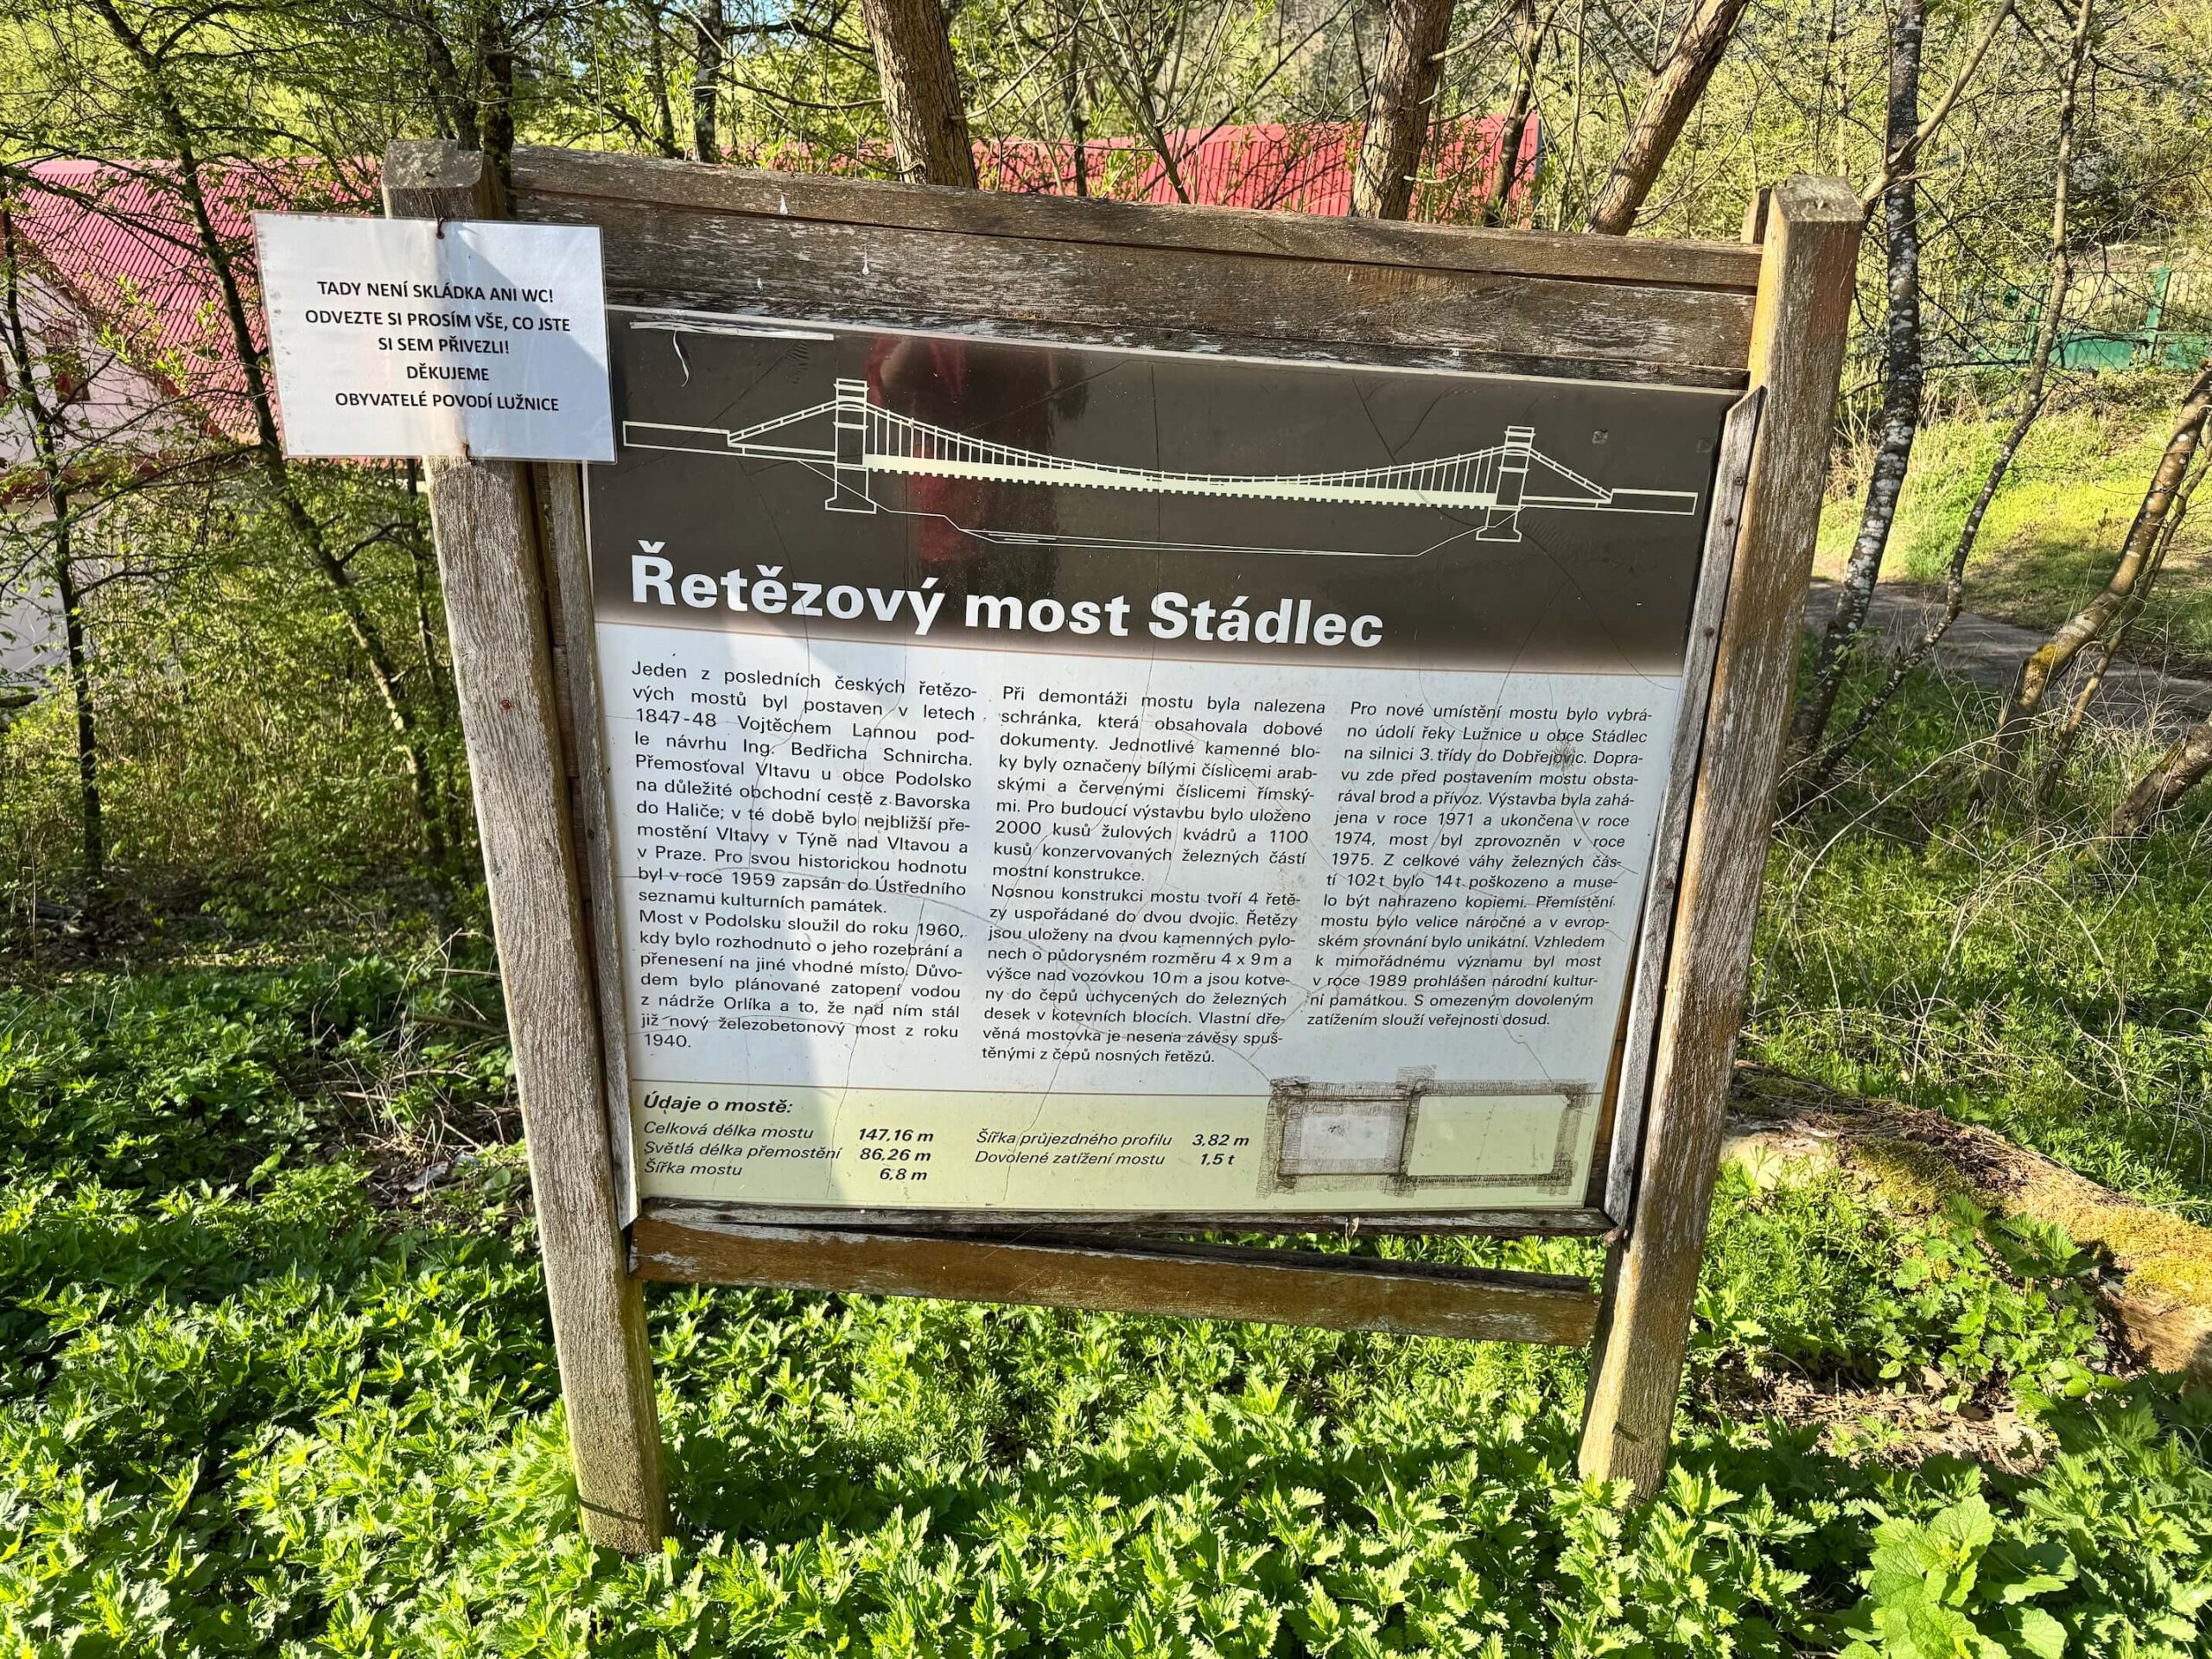 TADY NENÍ SKLÁDKA ANI WC!
ODVEZTE SI PROSÍM VŠE, CO JSTE
SI SEM PŘIVEZLI!
DĚKUJEME
OBYVATELÉ POVODÍ LUŽNICE
Řetězový most Stádlec
Jeden z posledních českých řetězo-
vých mostů byl postaven v letech
1847-48 Vojtěchem Lannou pod-
le návrhu Ing. Bedřicha Schnircha.
Přemosťoval Vltavu u obce Podolsko
na důležité obchodní cestě z Bavorska
do Haliče; v té době bylo nejbližší pře-
mostění Vltavy v Týně nad Vltavou a
v Praze. Pro svou historickou hodnotu
byl v roce 1959 zapsán do Ústředního
seznamu kulturních památek.
Most v Podolsku sloužil do roku 1960,
kdy bylo rozhodnuto o jeho rozebrání a
přenesení na jiné vhodné místo. Důvo-
dem bylo plánované zatopení vodou
z nádrže Orlíka a to, že nad ním stál
již nový železobetonový most z roku
1940.
Při demontáži mostu byla nalezena
schránka, která obsahovala dobové
dokumenty. Jednotlivé kamenné blo-
ky byly označeny bílými číslicemi arab-
skými a červenými číslicemi římský-
mi. Pro budoucí výstavbu bylo uloženo
2000 kusů žulových kvádrů a 1100
kusů konzervovaných železných částí
mostní konstrukce.
Nosnou konstrukci mostu tvoří 4 řetě-
zy uspořádané do dvou dvojic. Řetězy
jsou uloženy na dvou kamenných pylo-
nech o půdorysném rozměru 4 x 9 m a
výšce nad vozovkou 10 m a jsou kotve-
ny do čepů uchycených do železných
desek v kotevních blocích. Vlastní dře-
věná mostovka je nesena závěsy spuš-
těnými z čepů nosných řetězů.
Pro nové umístění mostu bylo vybrá-
no údolí řeky Lužnice u obce Stádlec
na silnici 3. třídy do Dobřejovic. Dopra-
vu zde před postavením mostu obsta-
rával brod a přívoz. Výstavba byla zahá-
jena v roce 1971 a ukončena v roce
1974, most byl zprovozněn v roce
1975. Z celkové váhy železných čás-
tí 102 t bylo 14 t poškozeno a muse-
lo být nahrazeno kopiemi. Přemístění
mostu bylo velice náročné a v evrop-
ském srovnání bylo unikátní. Vzhledem
k mimořádnému významu byl most
v roce 1989 prohlášen národní kultur-
ní památkou. S omezeným dovoleným
zatížením slouží veřejnosti dosud.
Údaje o mostě:
Celková délka mostu 147,16 m
Světlá délka přemostění 86,26 m
Šířka mostu 6,8 m
Šířka průjezdného profilu 3,82 m
Dovolené zatížení mostu 1,5 t